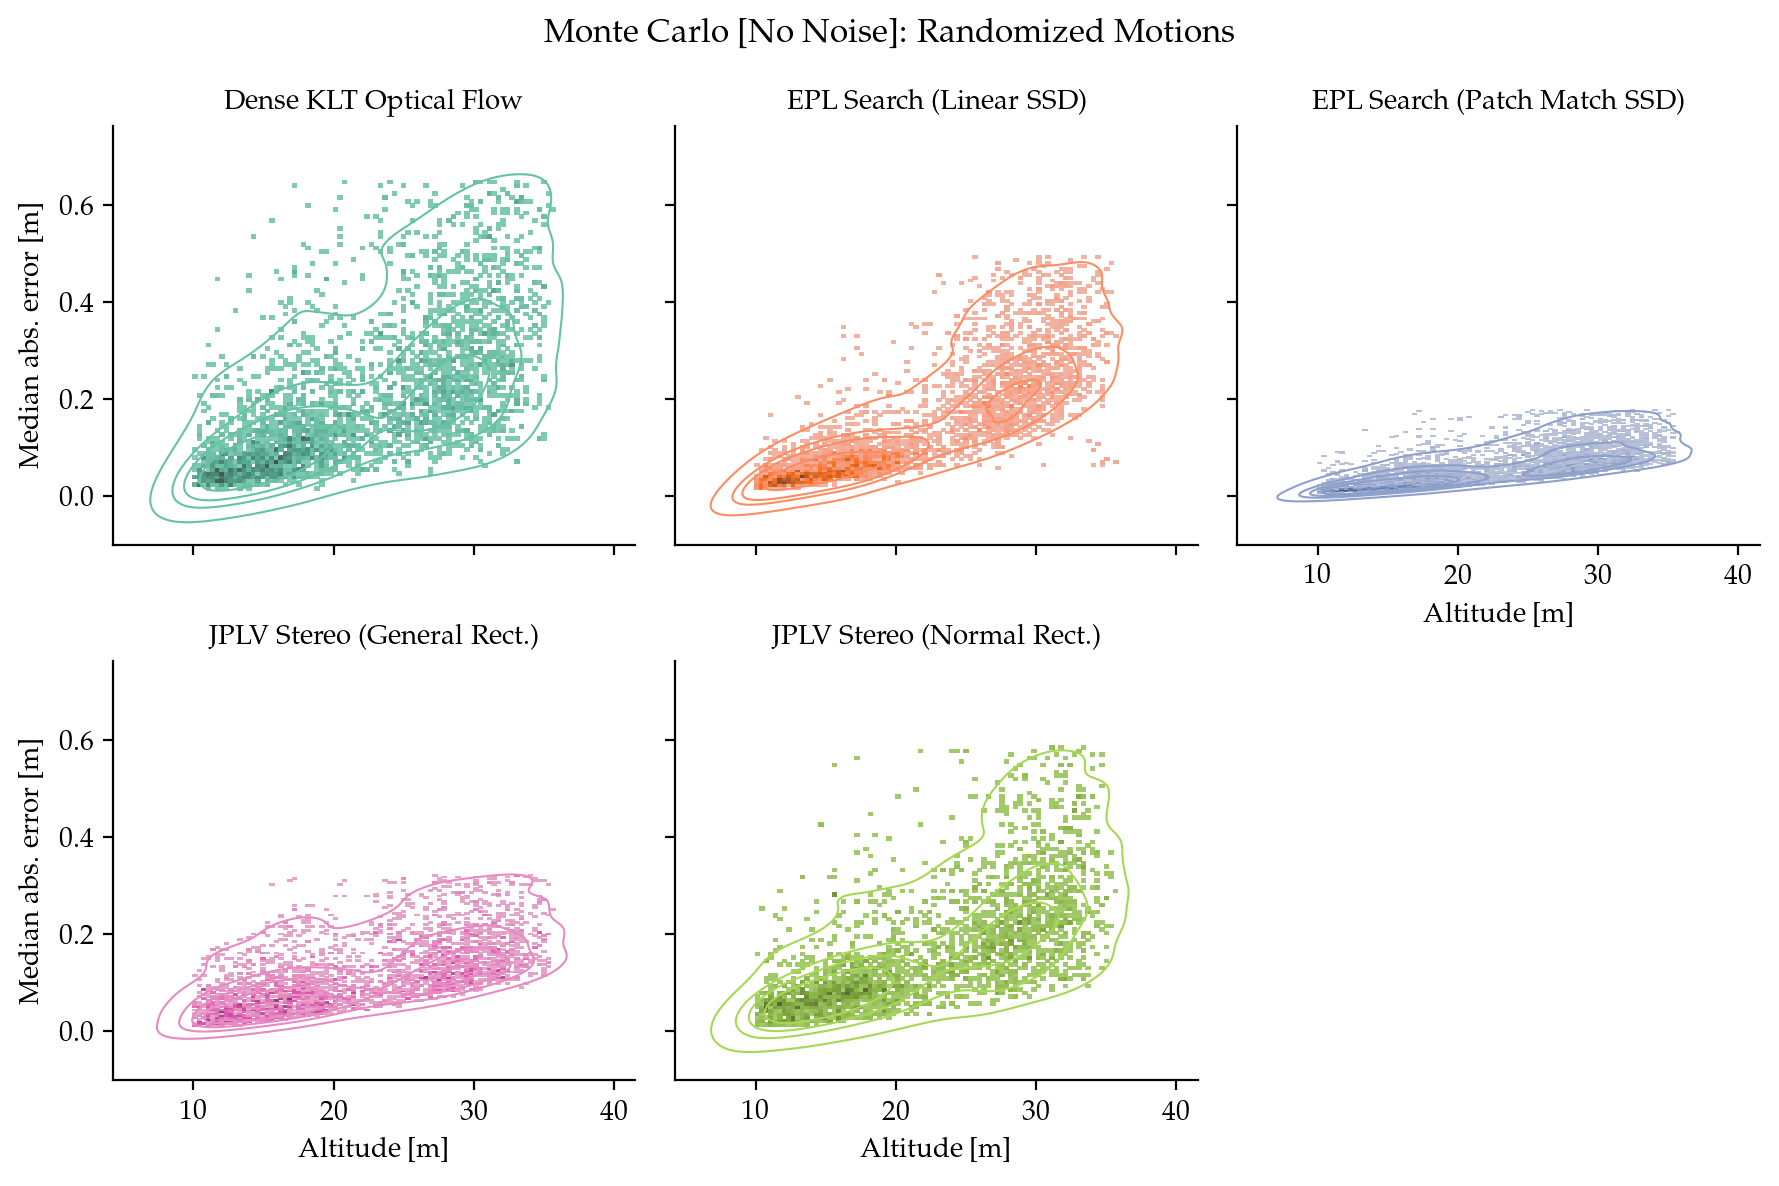 Monte Carlo [No Noise]: Randomized Motions
Dense KLT Optical Flow
EPL Search (Linear SSD)
EPL Search (Patch Match SSD)
Median abs. error [m]
0.6
0.4
0.2
0.0
10 20 30 40
Altitude [m]
JPLV Stereo (General Rect.)
JPLV Stereo (Normal Rect.)
Median abs. error [m]
0.6
0.4
0.2
0.0
10 20 30 40
Altitude [m]
10 20 30 40
Altitude [m]